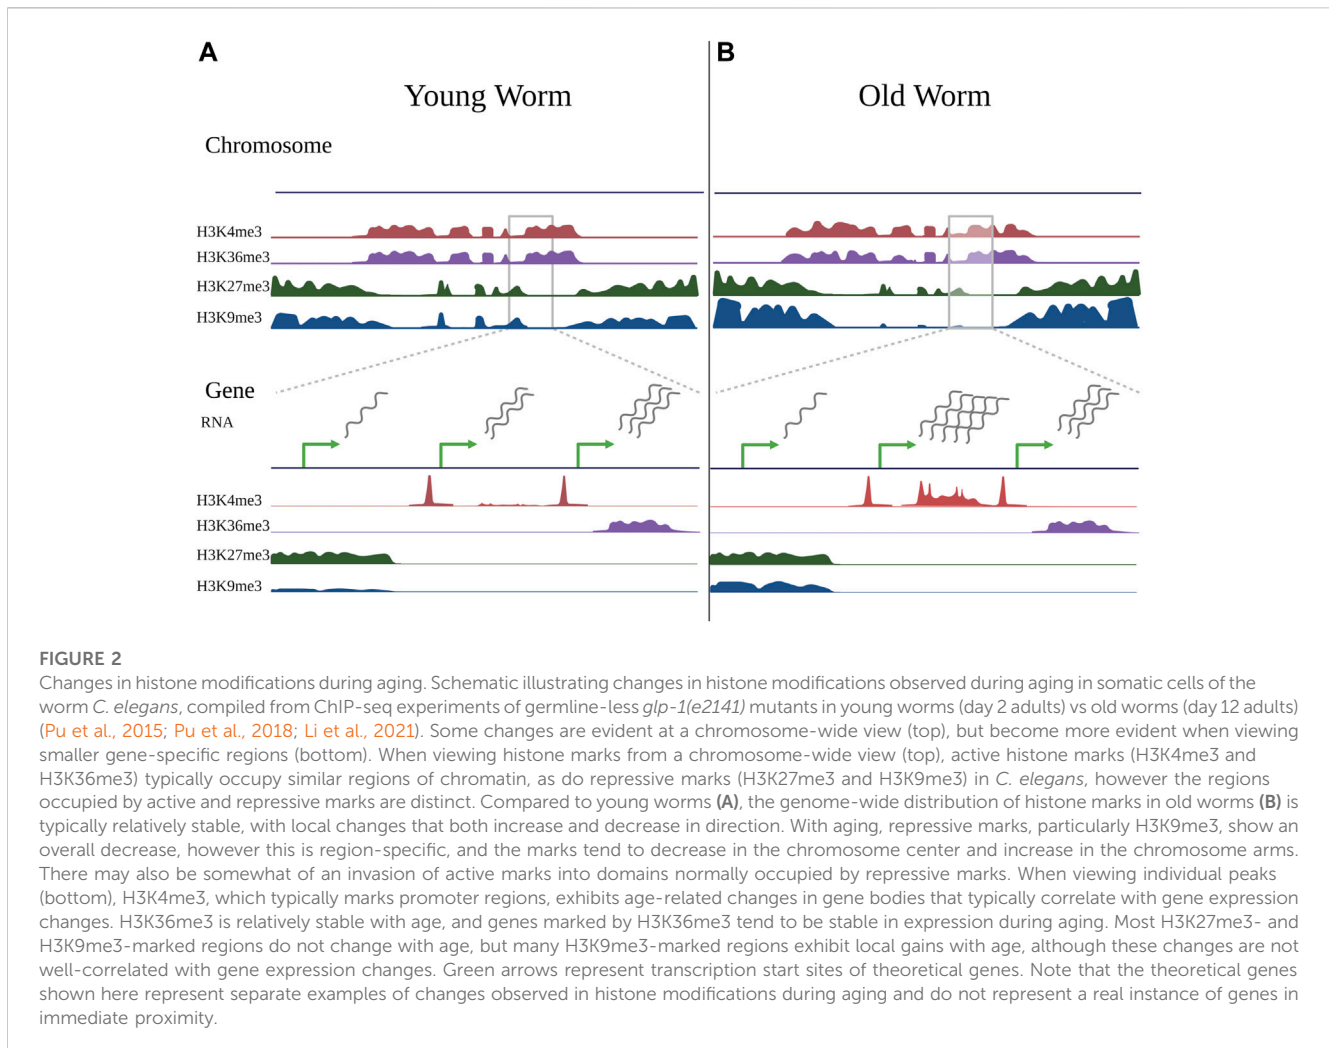 A
Young Worm
B
Old Worm
Chromosome
H3K4me3
H3K36me3
H3K27me3
H3K9me3
Gene
RNA
H3K4me3
H3K36me3
H3K27me3
H3K9me3
FIGURE 2
Changes in histone modifications during aging. Schematic illustrating changes in histone modifications observed during aging in somatic cells of the
worm C. elegans, compiled from ChIP-seq experiments of germline-less glp-1(e2141) mutants in young worms (day 2 adults) vs old worms (day 12 adults)
(Pu et al., 2015; Pu et al., 2018; Li et al., 2021). Some changes are evident at a chromosome-wide view (top), but become more evident when viewing
smaller gene-specific regions (bottom). When viewing histone marks from a chromosome-wide view (top), active histone marks (H3K4me3 and
H3K36me3) typically occupy similar regions of chromatin, as do repressive marks (H3K27me3 and H3K9me3) in C. elegans, however the regions
occupied by active and repressive marks are distinct. Compared to young worms (A), the genome-wide distribution of histone marks in old worms (B) is
typically relatively stable, with local changes that both increase and decrease in direction. With aging, repressive marks, particularly H3K9me3, show an
overall decrease, however this is region-specific, and the marks tend to decrease in the chromosome center and increase in the chromosome arms.
There may also be somewhat of an invasion of active marks into domains normally occupied by repressive marks. When viewing individual peaks
(bottom), H3K4me3, which typically marks promoter regions, exhibits age-related changes in gene bodies that typically correlate with gene expression
changes. H3K36me3 is relatively stable with age, and genes marked by H3K36me3 tend to be stable in expression during aging. Most H3K27me3- and
H3K9me3-marked regions do not change with age, but many H3K9me3-marked regions exhibit local gains with age, although these changes are not
well-correlated with gene expression changes. Green arrows represent transcription start sites of theoretical genes. Note that the theoretical genes
shown here represent separate examples of changes observed in histone modifications during aging and do not represent a real instance of genes in
immediate proximity.